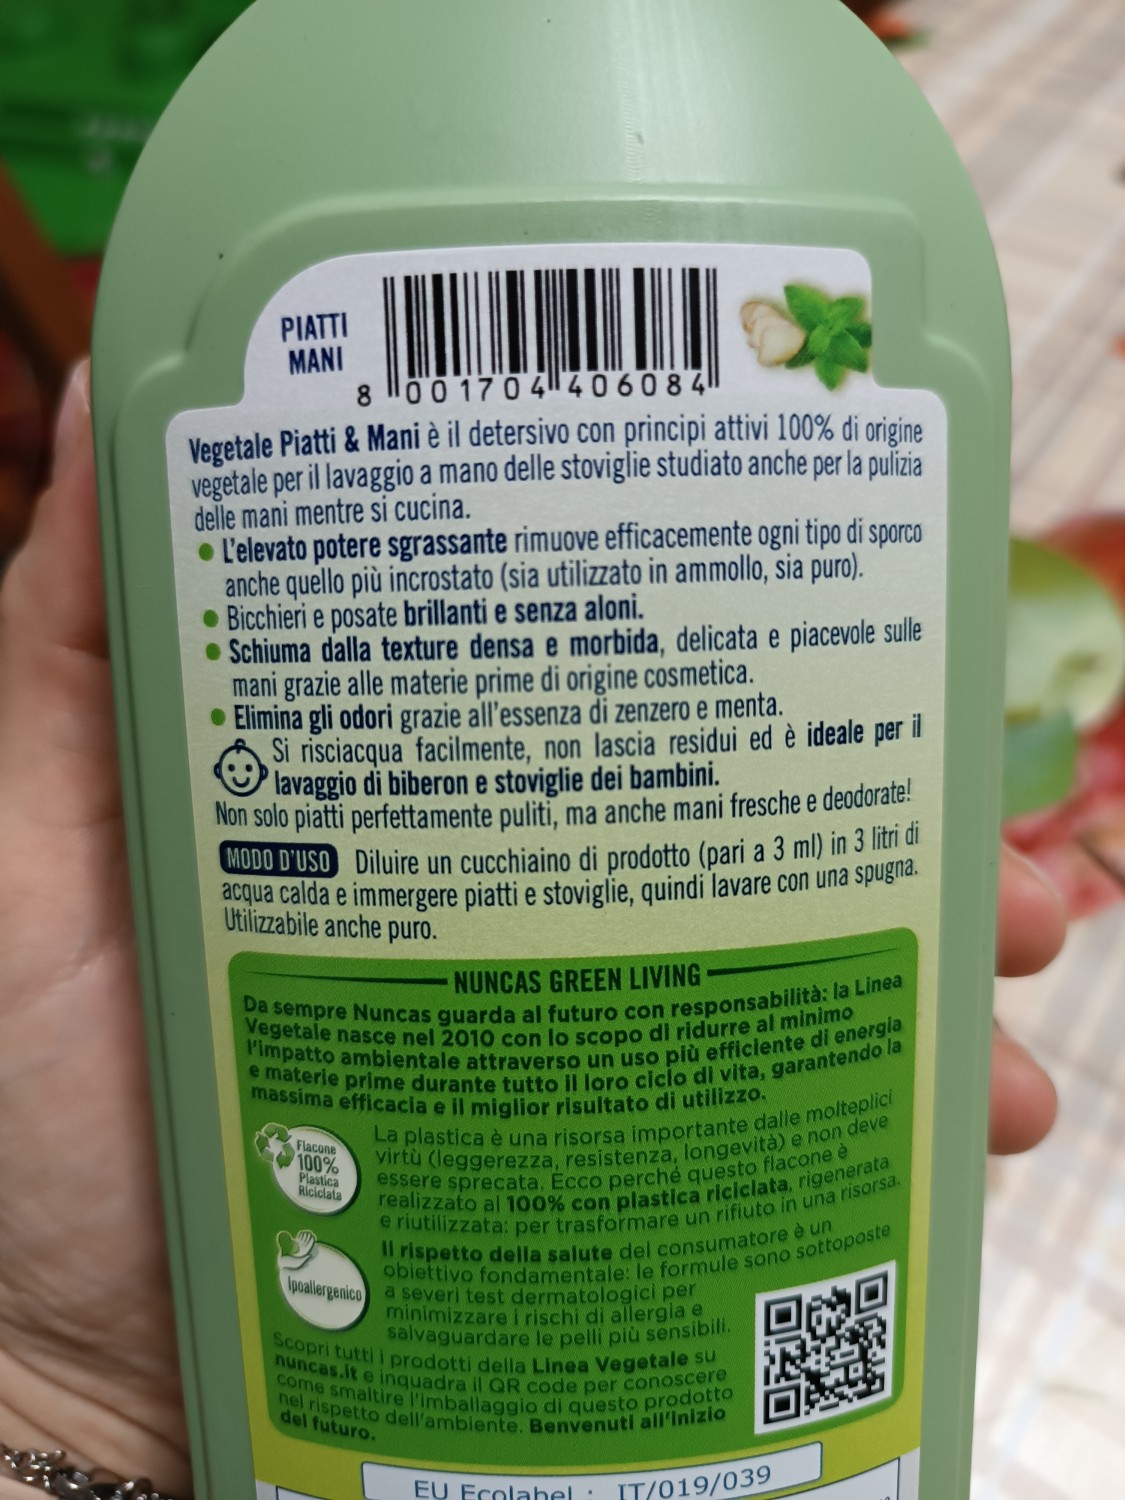 PIATTI
MANI
8 001704 406084
Vegetale Piatti & Mani è il detersivo con principi attivi 100% di origine
vegetale per il lavaggio a mano delle stoviglie studiato anche per la pulizia
delle mani mentre si cucina.
L'elevato potere sgrassante rimuove efficacemente ogni tipo di sporco
anche quello più incrostato (sia utilizzato in ammollo, sia puro).
Bicchieri e posate brillanti e senza aloni.
Schiuma dalla texture densa e morbida, delicata e piacevole sulle
mani grazie alle materie prime di origine cosmetica.
Elimina gli odori grazie all'essenza di zenzero e menta.
Si risciacqua facilmente, non lascia residui ed è ideale per il
lavaggio di biberon e stoviglie dei bambini.
Non solo piatti perfettamente puliti, ma anche mani fresche e deodorate!
MODO D'USO Diluire un cucchiaino di prodotto (pari a 3 ml) in 3 litri di
acqua calda e immergere piatti e stoviglie, quindi lavare con una spugna.
Utilizzabile anche puro.
NUNCAS GREEN LIVING
Da sempre Nuncas guarda al futuro con responsabilità: la Linea
Vegetale nasce nel 2010 con lo scopo di ridurre al minimo
l'impatto ambientale attraverso un uso più efficiente di energia
e materie prime durante tutto il loro ciclo di vita, garantendo la
massima efficacia e il miglior risultato di utilizzo.
Flacone
100%
Plastica
Riciclata
La plastica è una risorsa importante dalle molteplici
virtù (leggerezza, resistenza, longevità) e non deve
essere sprecata. Ecco perché questo flacone è
realizzato al 100% con plastica riciclata, rigenerata
e riutilizzata: per trasformare un rifiuto in una risorsa.
Ipoallergenico
Il rispetto della salute del consumatore è un
obiettivo fondamentale: le formule sono sottoposte
a severi test dermatologici per
minimizzare i rischi di allergia e
salvaguardare le pelli più sensibili.
Scopri tutti i prodotti della Linea Vegetale su
nuncas.it e inquadra il QR code per conoscere
come smaltire l'imballaggio di questo prodotto
nel rispetto dell'ambiente. Benvenuti all'inizio
del futuro.
EU Ecolabel : IT/019/039